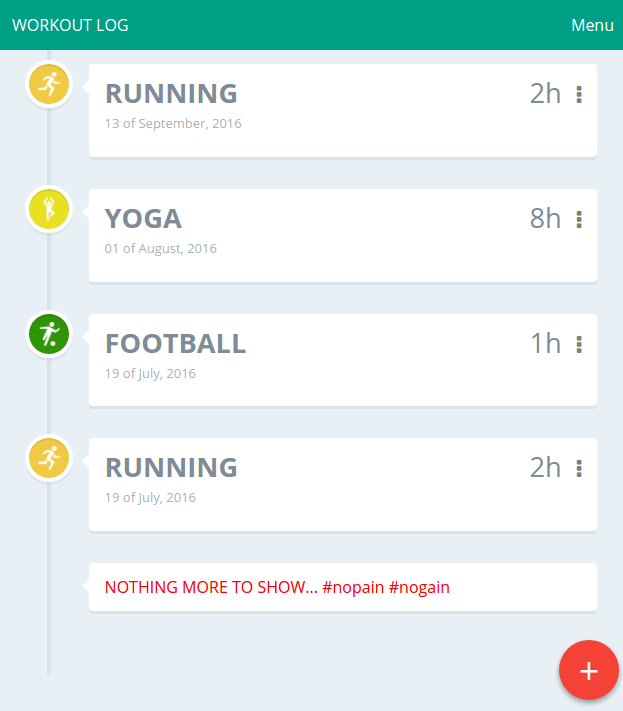 WORKOUT LOG Menu
RUNNING 2h
13 of September, 2016
YOGA 8h
01 of August, 2016
FOOTBALL 1h
19 of July, 2016
RUNNING 2h
19 of July, 2016
NOTHING MORE TO SHOW... #nopain #nogain
+